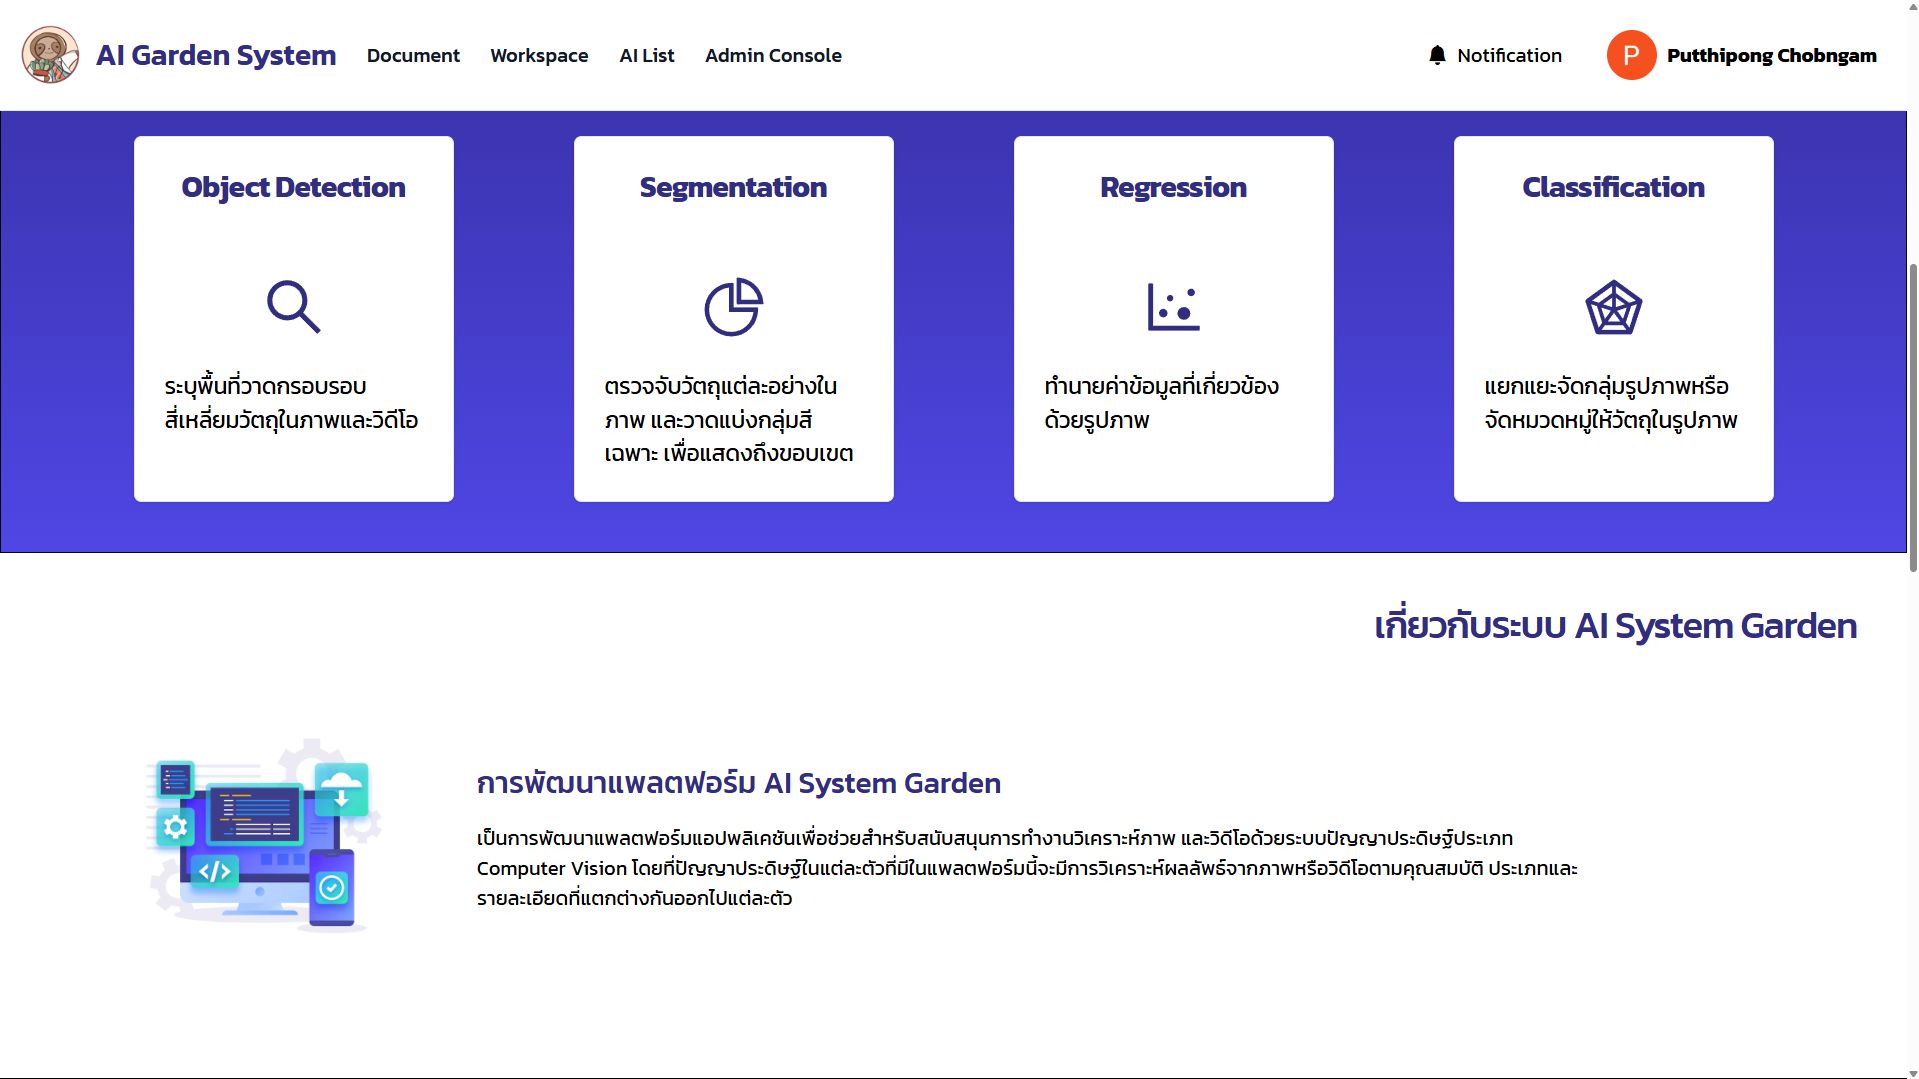 AI Garden System
Document
Workspace
AI List
Admin Console
Notification
P
Putthipong Chobngam
Object Detection
ระบุพื้นที่วาดกรอบรอบ
สี่เหลี่ยมวัตถุในภาพและวิดีโอ
Segmentation
ตรวจจับวัตถุแต่ละอย่างใน
ภาพ และวาดแบ่งกลุ่มสี
เฉพาะ เพื่อแสดงถึงขอบเขต
Regression
ทำนายค่าข้อมูลที่เกี่ยวข้อง
ด้วยรูปภาพ
Classification
แยกแยะจัดกลุ่มรูปภาพหรือ
จัดหมวดหมู่ให้วัตถุในรูปภาพ
เกี่ยวกับระบบ AI System Garden
</>
การพัฒนาแพลตฟอร์ม AI System Garden
เป็นการพัฒนาแพลตฟอร์มแอปพลิเคชันเพื่อช่วยสำหรับสนับสนุนการทำงานวิเคราะห์ภาพ และวิดีโอด้วยระบบปัญญาประดิษฐ์ประเภท
Computer Vision โดยที่ปัญญาประดิษฐ์ในแต่ละตัวที่มีในแพลตฟอร์มนี้จะมีการวิเคราะห์ผลลัพธ์จากภาพหรือวิดีโอตามคุณสมบัติ ประเภทและ
รายละเอียดที่แตกต่างกันออกไปแต่ละตัว